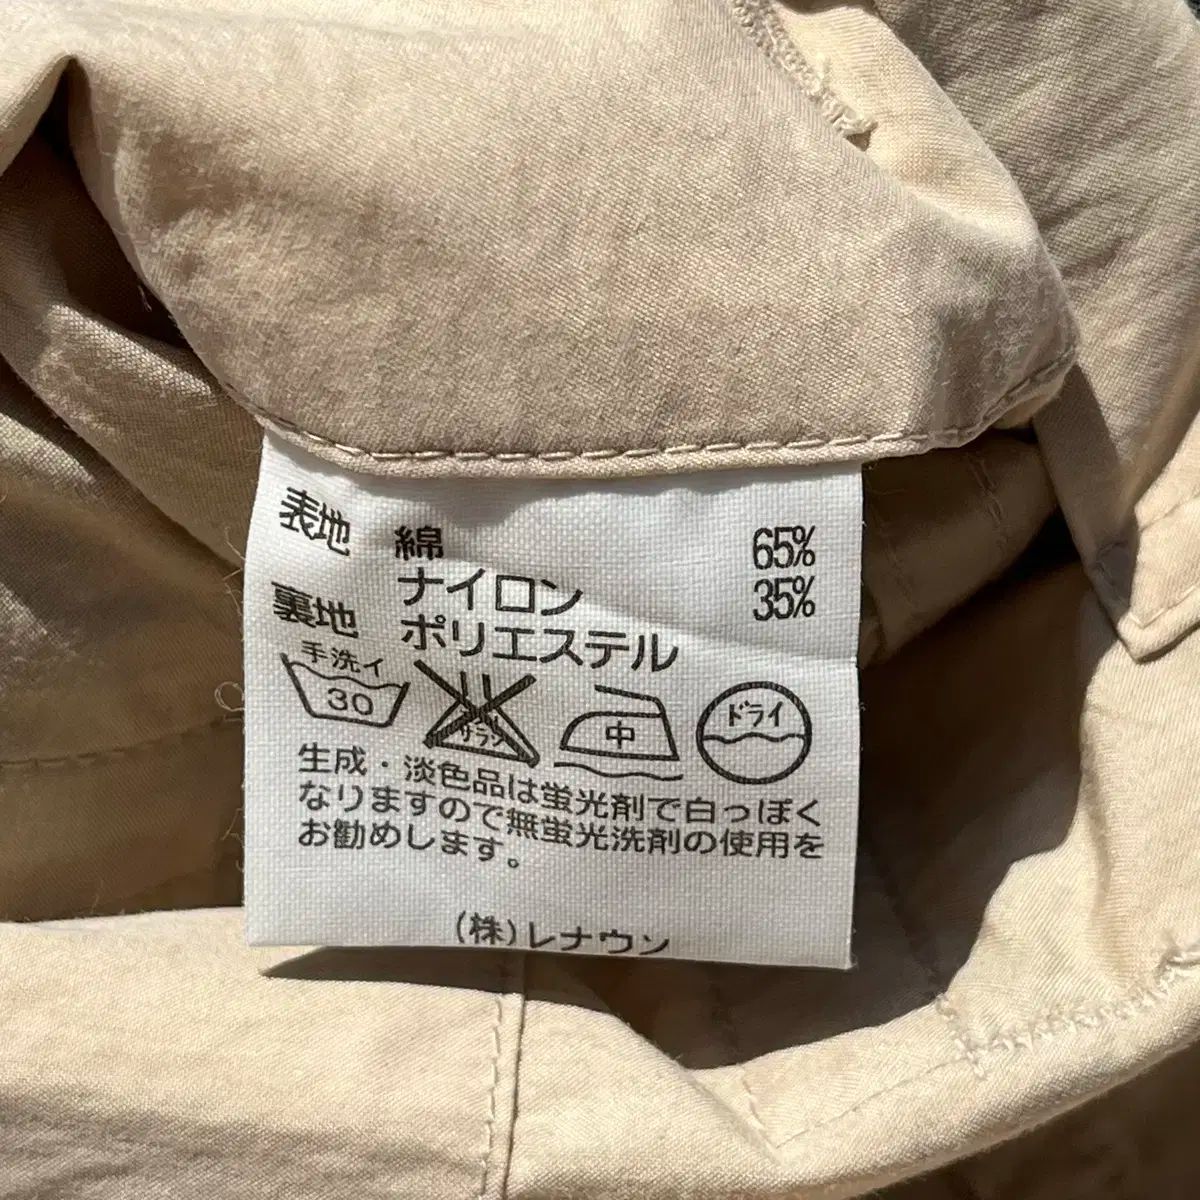 表地 綿 65%
ナイロン 35%
裏地 ポリエステル
手洗イ
30
サラシ
中
ドライ
生成・淡色品は蛍光剤で白っぽく
なりますので無蛍光洗剤の使用を
お勧めします。
(株)レナウン